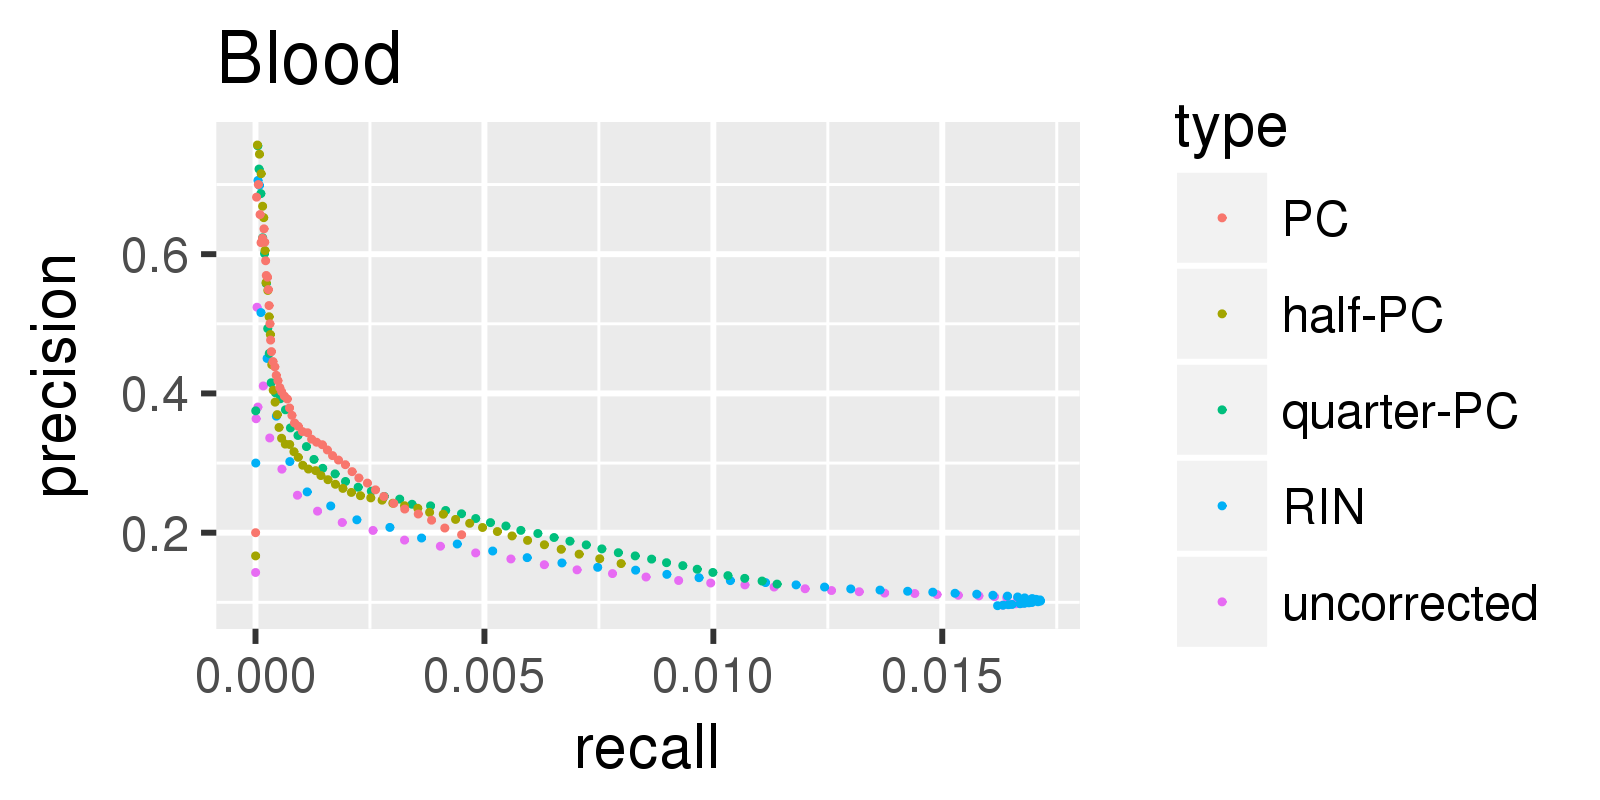 Blood
precision
0.6
0.4
0.2
0.000 0.005 0.010 0.015
recall
type
PC
half-PC
quarter-PC
RIN
uncorrected